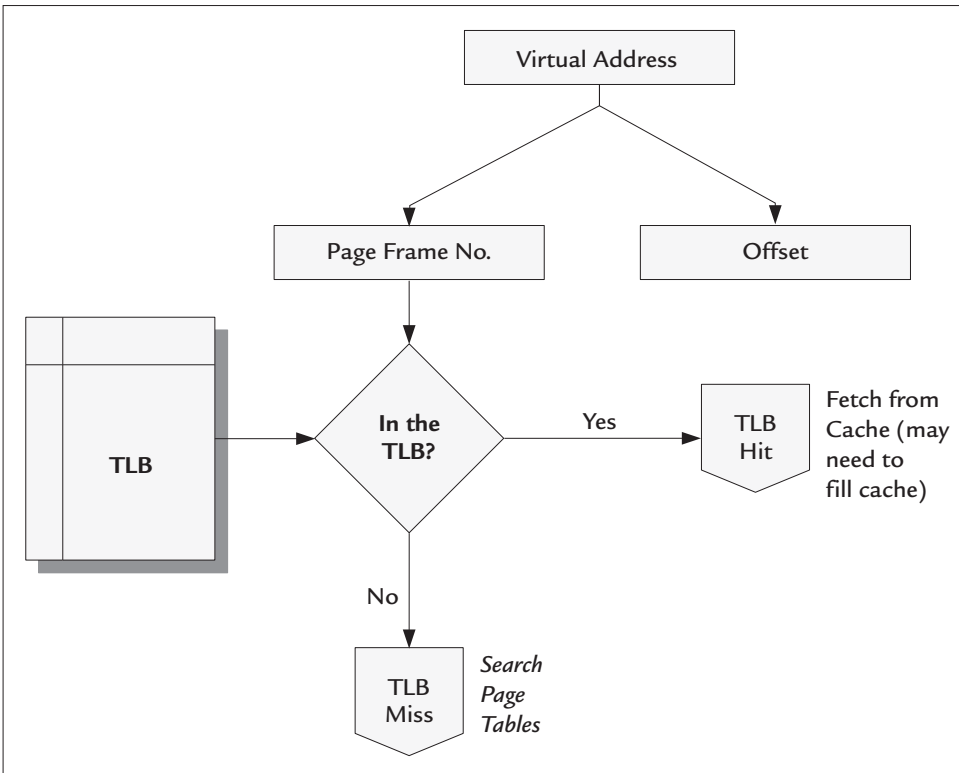 Virtual Address
Page Frame No.
Offset
TLB
In the
TLB?
Yes
TLB
Hit
Fetch from
Cache (may
need to
fill cache)
No
TLB
Miss
Search
Page
Tables